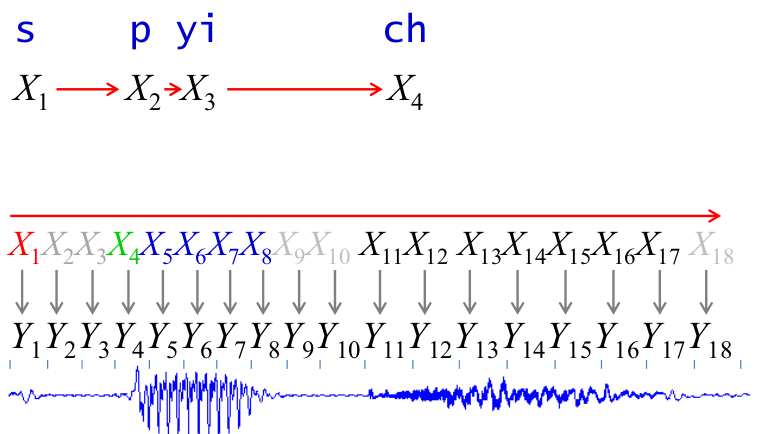 s p yi ch
X₁ X₂ X₃ X₄
X₁ X₂ X₃ X₄ X₅ X₆ X₇ X₈ X₉ X₁₀ X₁₁ X₁₂ X₁₃ X₁₄ X₁₅ X₁₆ X₁₇ X₁₈
Y₁ Y₂ Y₃ Y₄ Y₅ Y₆ Y₇ Y₈ Y₉ Y₁₀ Y₁₁ Y₁₂ Y₁₃ Y₁₄ Y₁₅ Y₁₆ Y₁₇ Y₁₈